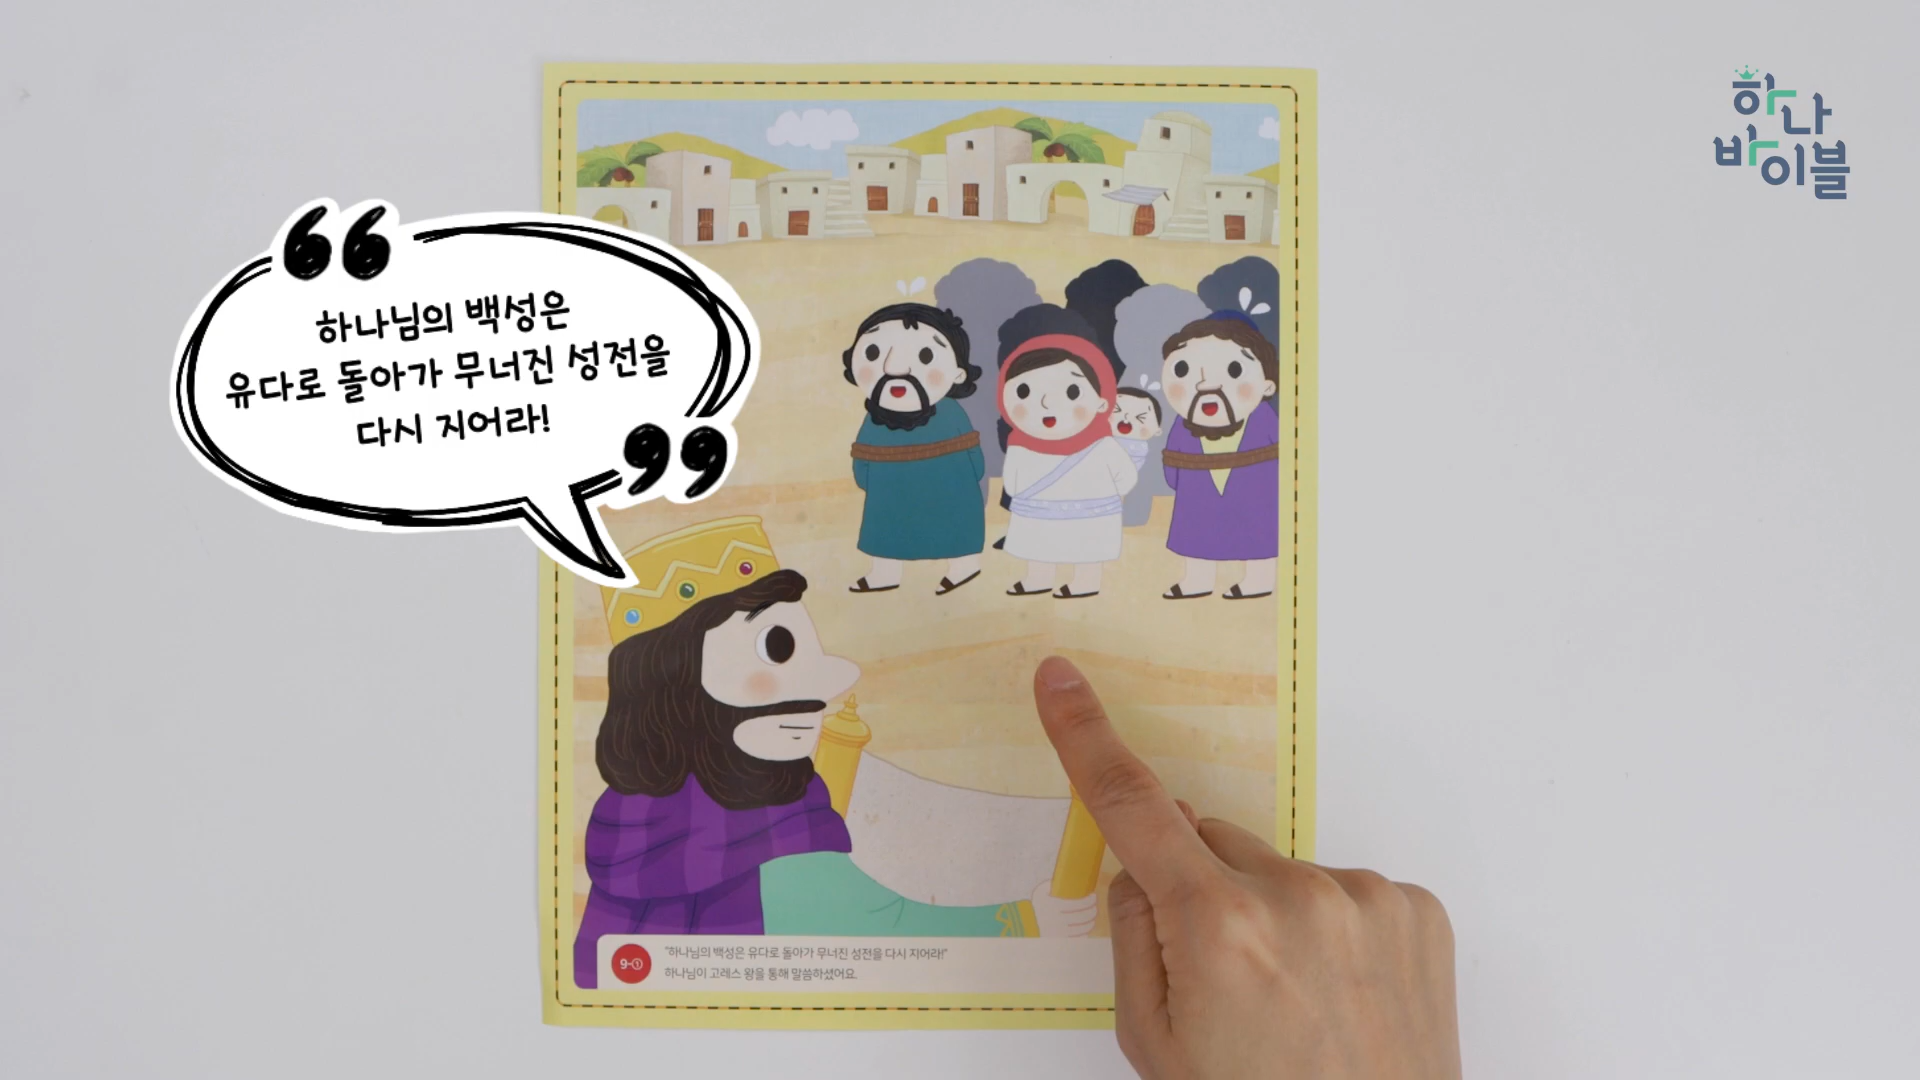 하나
바이블
하나님의 백성은
유다로 돌아가 무너진 성전을
다시 지어라!
9-①
"하나님의 백성은 유다로 돌아가 무너진 성전을 다시 지어라!"
하나님이 고레스 왕을 통해 말씀하셨어요.